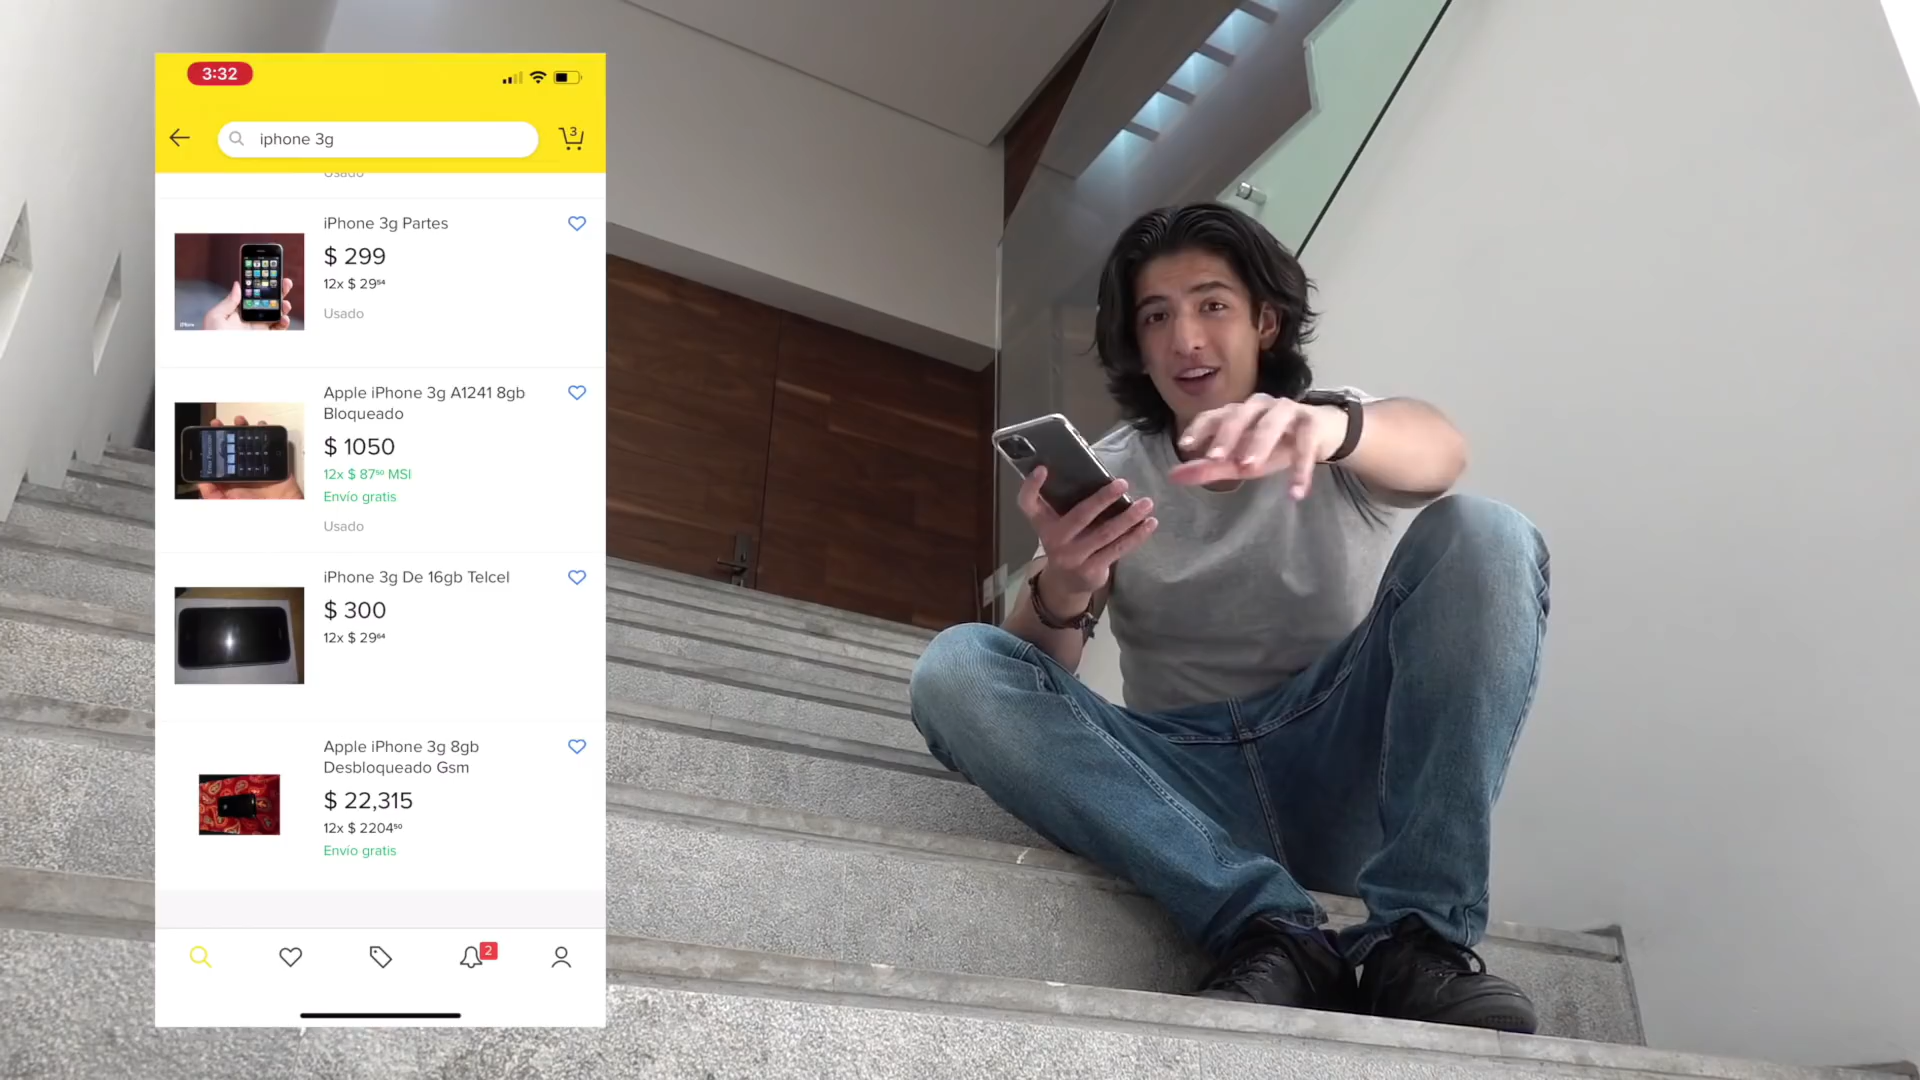 3:32
iphone 3g
3
Usado
iPhone 3g Partes
$ 299
12x $ 29⁵⁴
Usado
Apple iPhone 3g A1241 8gb
Bloqueado
$ 1050
12x $ 87⁵⁰ MSI
Envío gratis
Usado
iPhone 3g De 16gb Telcel
$ 300
12x $ 29⁶⁴
Apple iPhone 3g 8gb
Desbloqueado Gsm
$ 22,315
12x $ 2204⁵⁰
Envío gratis
2